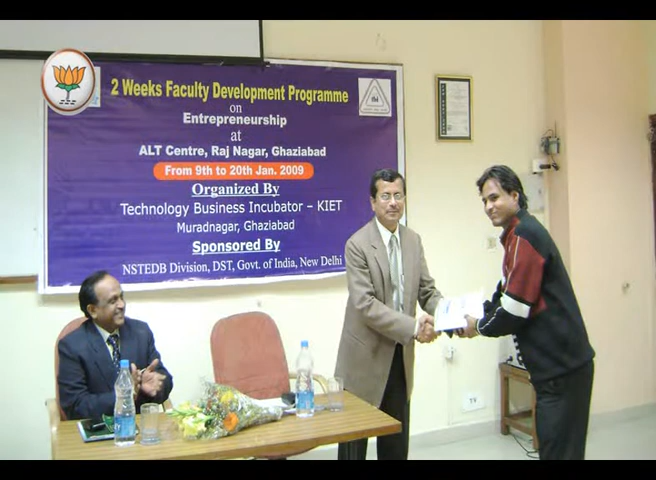 2 Weeks Faculty Development Programme
on
Entrepreneurship
at
ALT Centre, Raj Nagar, Ghaziabad
From 9th to 20th Jan. 2009
Organized By
Technology Business Incubator – KIET
Muradnagar, Ghaziabad
Sponsored By
NSTEDB Division, DST, Govt. of India, New Delhi
TV